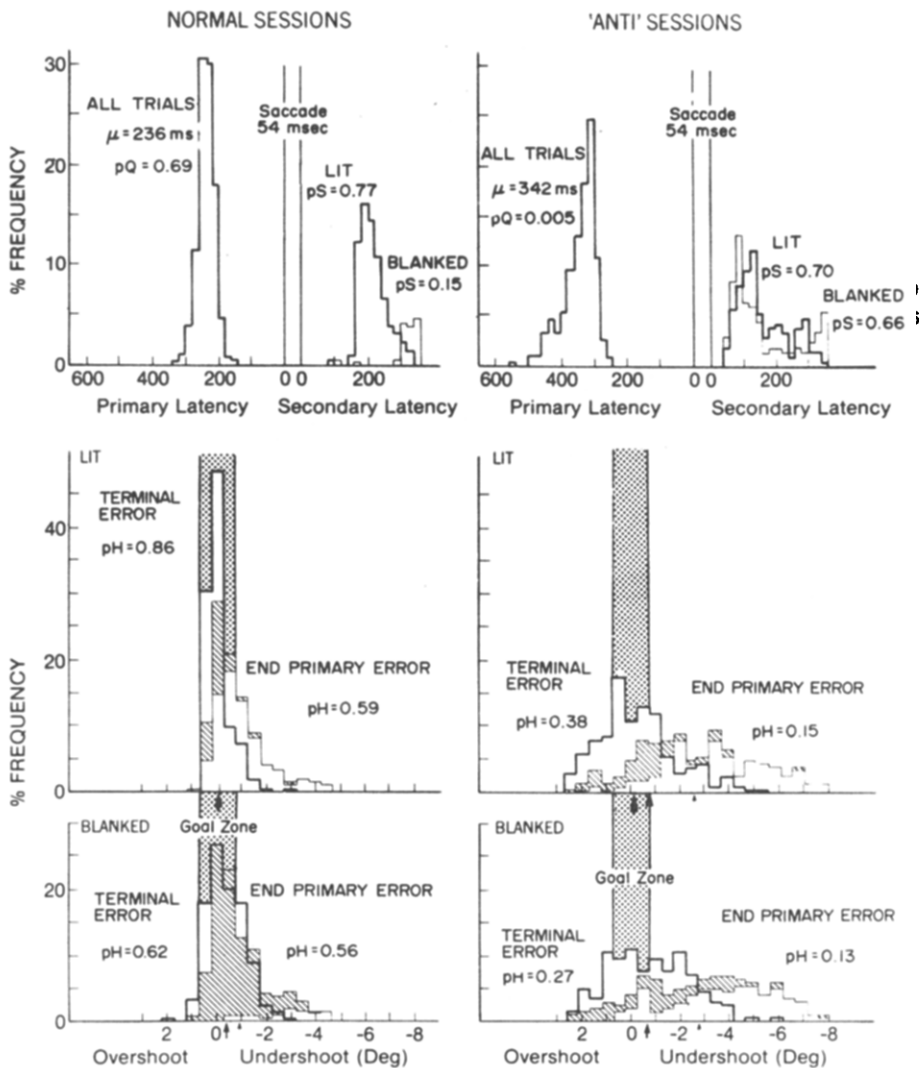 NORMAL SESSIONS
'ANTI' SESSIONS
% FREQUENCY
30
20
10
0
ALL TRIALS
μ=236 ms
pQ=0.69
Saccade
54 msec
LIT
pS=0.77
BLANKED
pS=0.15
600 400 200 0 0 200
Primary Latency
Secondary Latency
ALL TRIALS
μ=342 ms
pQ=0.005
Saccade
54 msec
LIT
pS=0.70
BLANKED
pS=0.66
600 400 200 0 0 200
Primary Latency
Secondary Latency
% FREQUENCY
40
20
0
LIT
TERMINAL
ERROR
pH=0.86
END PRIMARY ERROR
pH=0.59
LIT
TERMINAL
ERROR
pH=0.38
END PRIMARY ERROR
pH=0.15
20
0
BLANKED
Goal Zone
TERMINAL
ERROR
pH=0.62
END PRIMARY ERROR
pH=0.56
2 0 -2 -4 -6 -8
Overshoot
Undershoot (Deg)
BLANKED
Goal Zone
TERMINAL
ERROR
pH=0.27
END PRIMARY ERROR
pH=0.13
2 0 -2 -4 -6 -8
Overshoot
Undershoot (Deg)